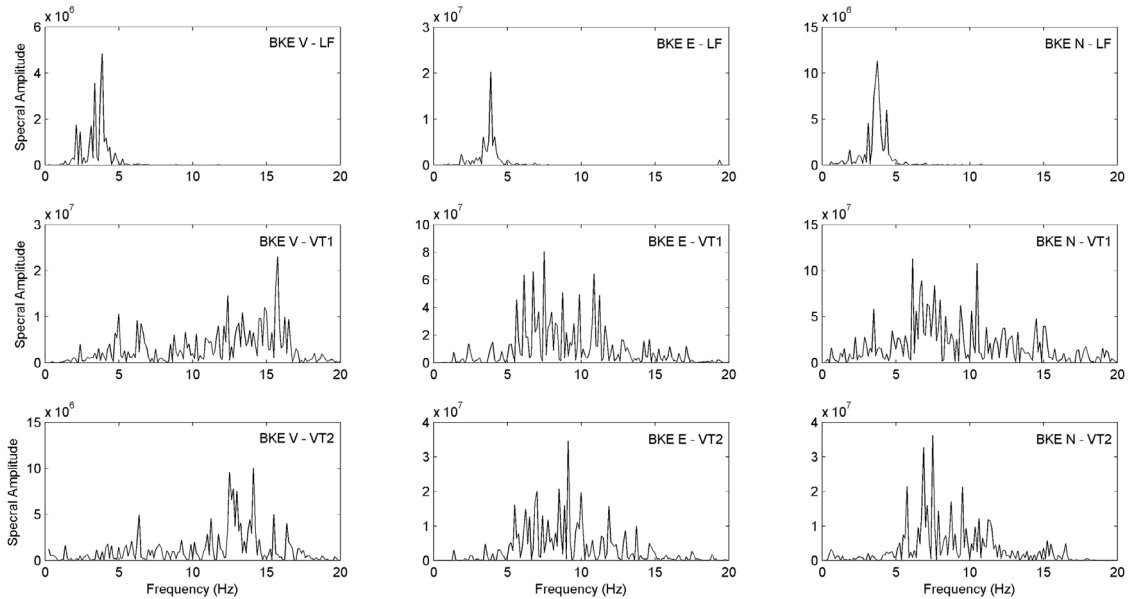 x 10^6
BKE V - LF
Specral Amplitude
6
4
2
0
0 5 10 15 20
x 10^7
BKE E - LF
3
2
1
0
0 5 10 15 20
x 10^6
BKE N - LF
15
10
5
0
0 5 10 15 20
x 10^7
BKE V - VT1
Specral Amplitude
3
2
1
0
0 5 10 15 20
x 10^7
BKE E - VT1
10
8
6
4
2
0
0 5 10 15 20
x 10^6
BKE N - VT1
15
10
5
0
0 5 10 15 20
x 10^6
BKE V - VT2
Specral Amplitude
15
10
5
0
0 5 10 15 20
Frequency (Hz)
x 10^7
BKE E - VT2
4
3
2
1
0
0 5 10 15 20
Frequency (Hz)
x 10^7
BKE N - VT2
4
3
2
1
0
0 5 10 15 20
Frequency (Hz)